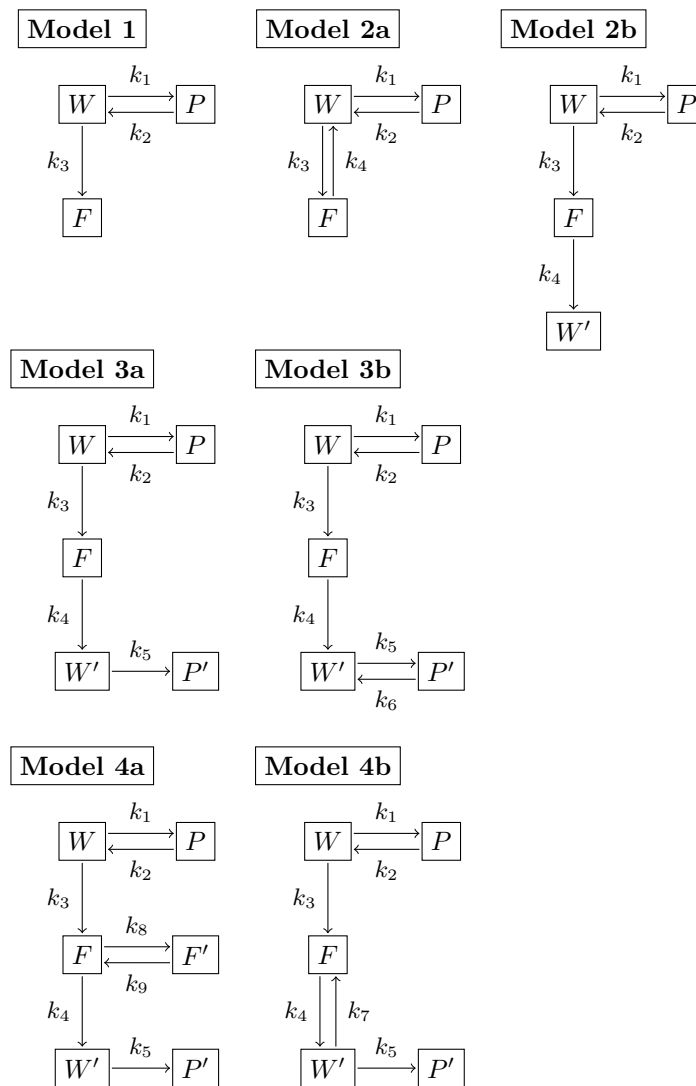 Model 1 Model 2a Model 2b
k₁ k₁ k₁
W P W P W P
k₂ k₂ k₂
k₃ k₃ k₄ k₃
F F F
k₄
W′
Model 3a Model 3b
k₁ k₁
W P W P
k₂ k₂
k₃ k₃
F F
k₄ k₄
k₅ k₅
W′ P′ W′ P′
k₆
Model 4a Model 4b
k₁ k₁
W P W P
k₂ k₂
k₃ k₃
k₈
F F′ F
k₉
k₄ k₄ k₇
k₅ k₅
W′ P′ W′ P′